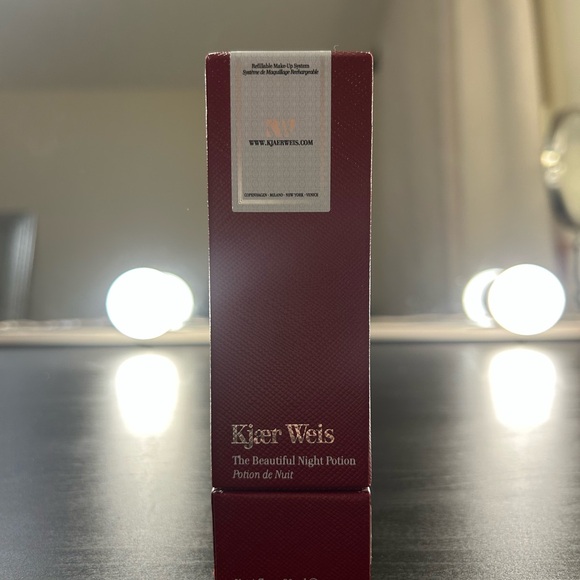 Refillable Make-Up System
Système de Maquillage Rechargeable
WWW.KJAERWEIS.COM
COPENHAGEN - MILANO - NEW YORK - VENICE
Kjær Weis
The Beautiful Night Potion
Potion de Nuit